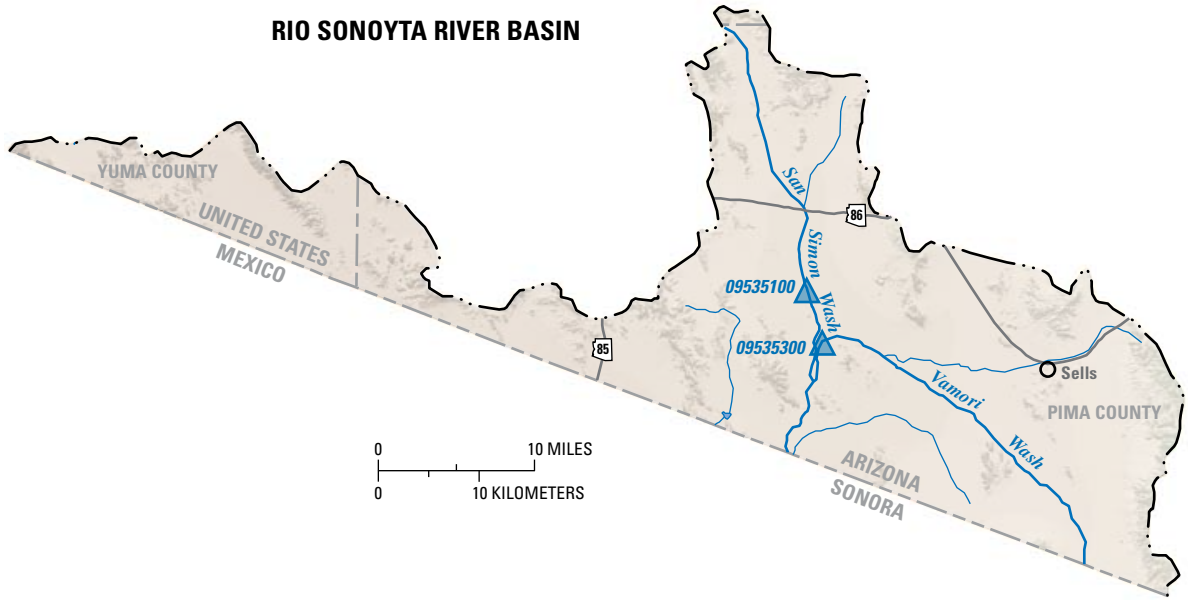 RIO SONOYTA RIVER BASIN
YUMA COUNTY
UNITED STATES
MEXICO
San
Simon
Wash
86
09535100
09535300
85
Sells
Vamori
Wash
PIMA COUNTY
ARIZONA
SONORA
0 10 MILES
0 10 KILOMETERS